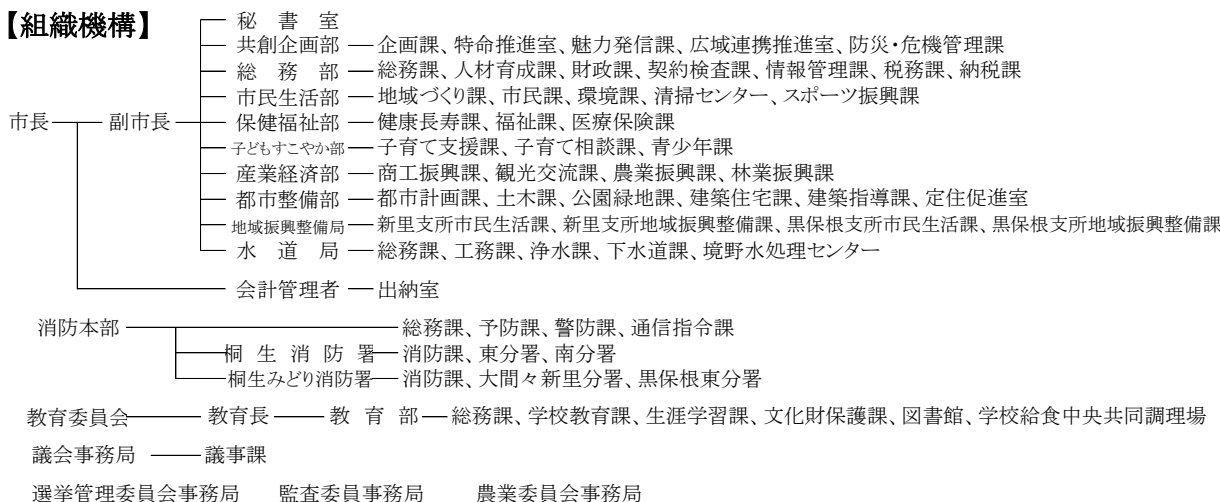 【組織機構】
秘書室
共創企画部 企画課、特命推進室、魅力発信課、広域連携推進室、防災・危機管理課
総務部 総務課、人材育成課、財政課、契約検査課、情報管理課、税務課、納税課
市民生活部 地域づくり課、市民課、環境課、清掃センター、スポーツ振興課
市長 副市長 保健福祉部 健康長寿課、福祉課、医療保険課
子どもすこやか部 子育て支援課、子育て相談課、青少年課
産業経済部 商工振興課、観光交流課、農業振興課、林業振興課
都市整備部 都市計画課、土木課、公園緑地課、建築住宅課、建築指導課、定住促進室
地域振興整備局 新里支所市民生活課、新里支所地域振興整備課、黒保根支所市民生活課、黒保根支所地域振興整備課
水道局 総務課、工務課、浄水課、下水道課、境野水処理センター
会計管理者 出納室
消防本部 総務課、予防課、警防課、通信指令課
桐生消防署 消防課、東分署、南分署
桐生みどり消防署 消防課、大間々新里分署、黒保根東分署
教育委員会 教育長 教育部 総務課、学校教育課、生涯学習課、文化財保護課、図書館、学校給食中央共同調理場
議会事務局 議事課
選挙管理委員会事務局 監査委員事務局 農業委員会事務局